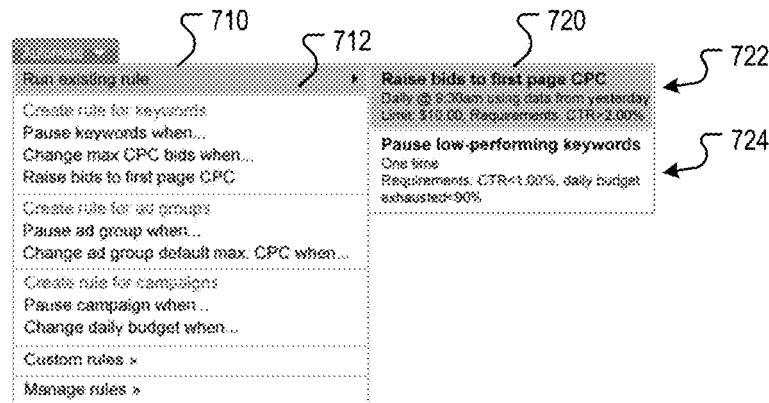 710
712
720
722
724
Run existing rule
Create rule for keywords
Pause keywords when...
Change max CPC bids when...
Raise bids to first page CPC
Create rule for ad groups
Pause ad group when...
Change ad group default max. CPC when...
Create rule for campaigns
Pause campaign when...
Change daily budget when...
Custom rules »
Manage rules »
Raise bids to first page CPC
Daily @ 9:30am using data from yesterday
Limit: $10.00, Requirements: CTR>2.00%
Pause low-performing keywords
One time
Requirements: CTR<1.00%, daily budget
exhausted<90%